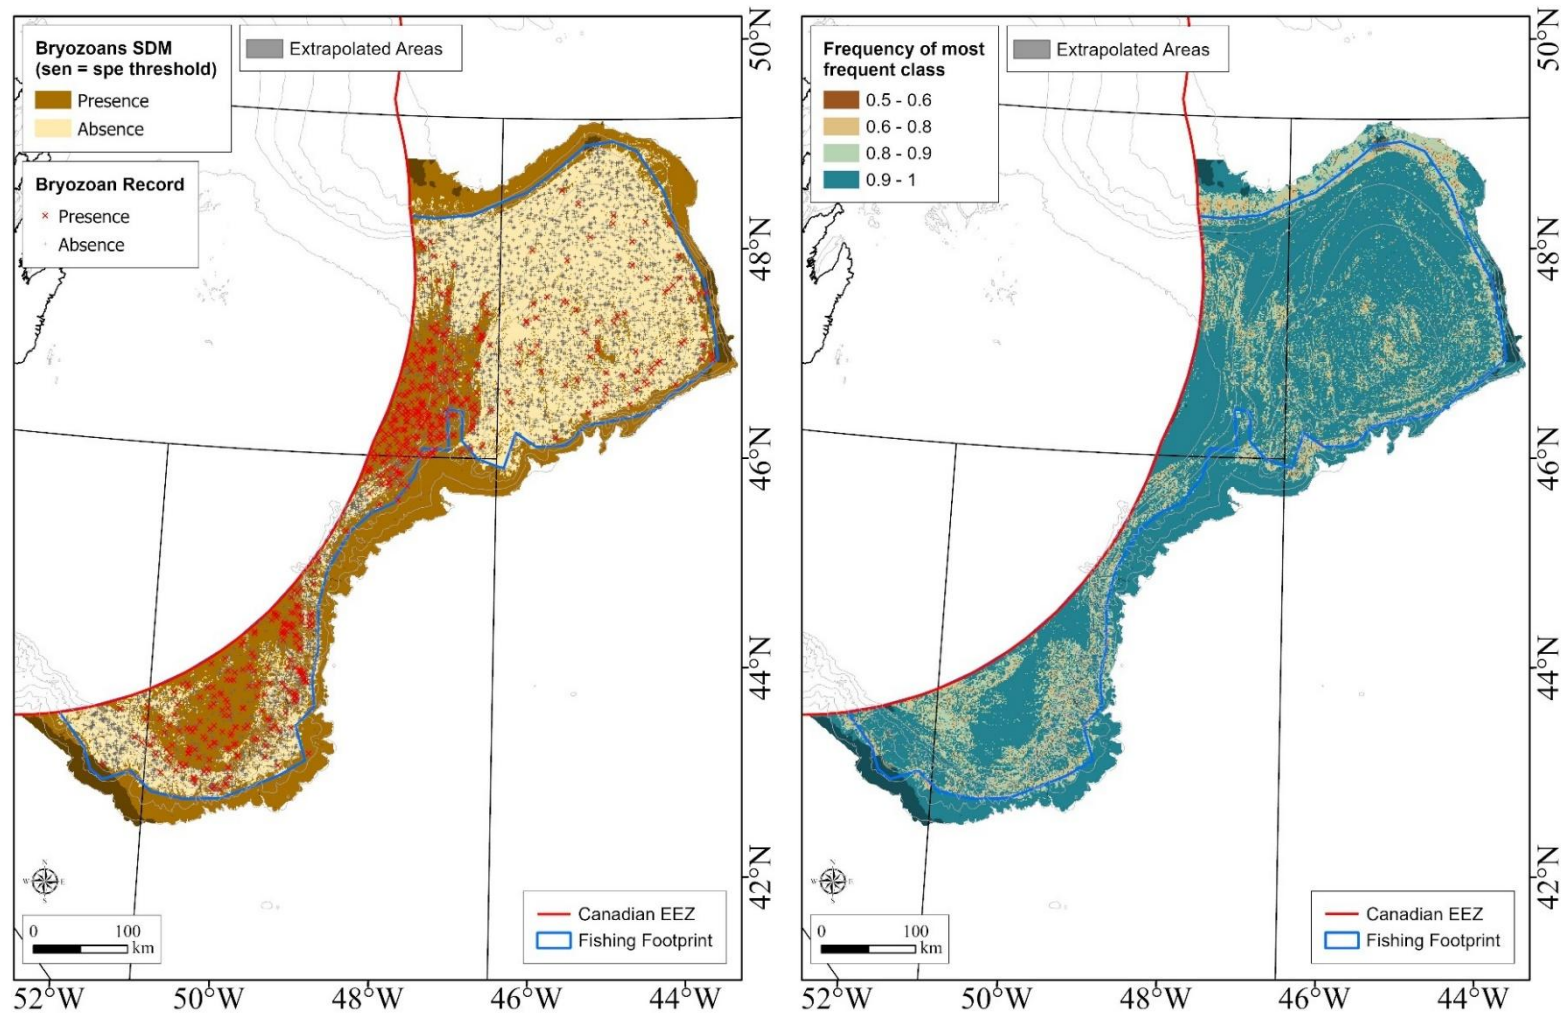 Bryozoans SDM
(sen = spe threshold)
Presence
Absence
Extrapolated Areas
Bryozoan Record
Presence
Absence
N
W E
S
0 100
km
Canadian EEZ
Fishing Footprint
52°W 50°W 48°W 46°W 44°W
50°N
48°N
46°N
44°N
42°N
Frequency of most
frequent class
0.5 - 0.6
0.6 - 0.8
0.8 - 0.9
0.9 - 1
Extrapolated Areas
N
W E
S
0 100
km
Canadian EEZ
Fishing Footprint
52°W 50°W 48°W 46°W 44°W
50°N
48°N
46°N
44°N
42°N